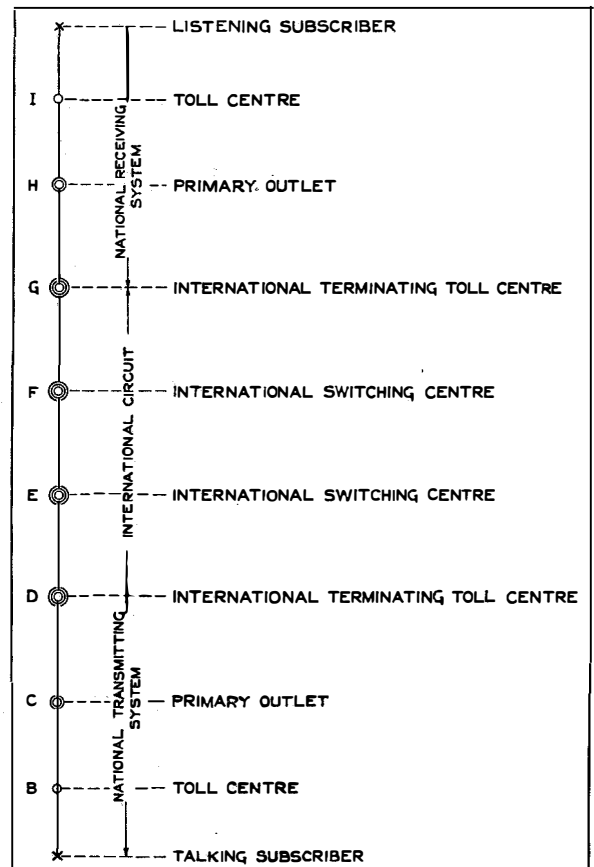 LISTENING SUBSCRIBER
I TOLL CENTRE
H PRIMARY OUTLET
NATIONAL RECEIVING
SYSTEM
G INTERNATIONAL TERMINATING TOLL CENTRE
F INTERNATIONAL SWITCHING CENTRE
INTERNATIONAL CIRCUIT
E INTERNATIONAL SWITCHING CENTRE
D INTERNATIONAL TERMINATING TOLL CENTRE
NATIONAL TRANSMITTING
SYSTEM
C PRIMARY OUTLET
B TOLL CENTRE
TALKING SUBSCRIBER